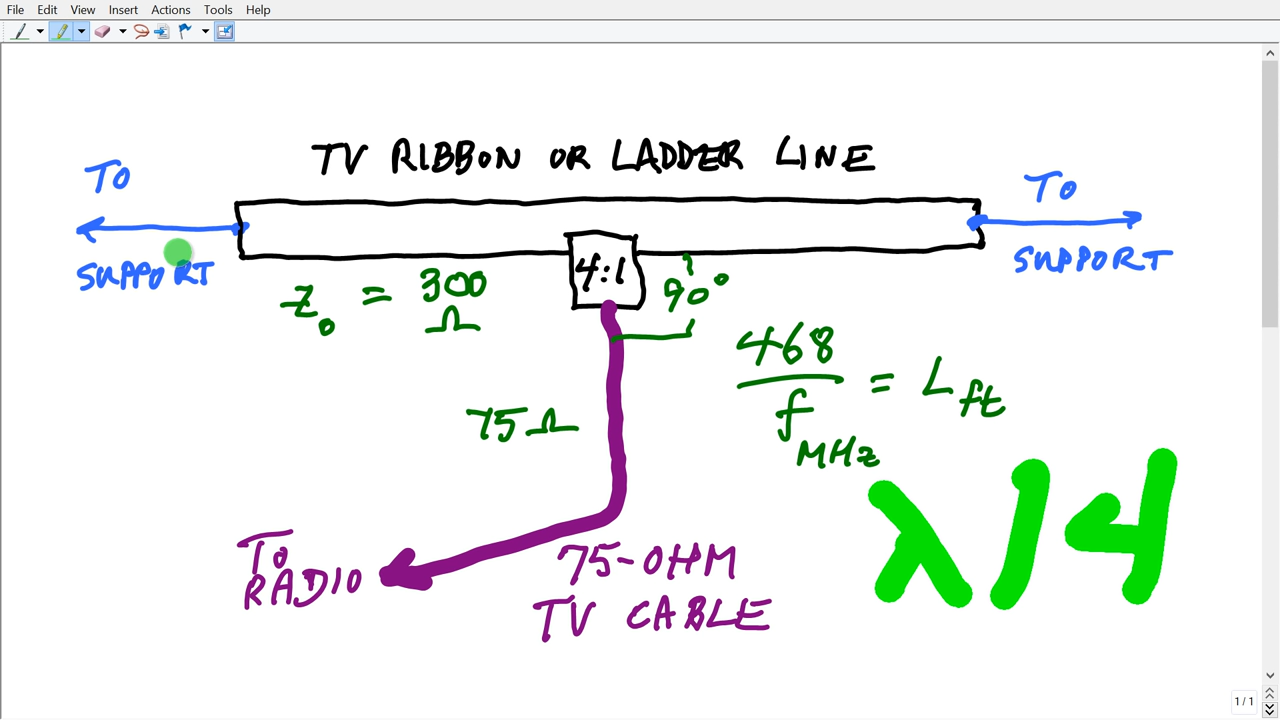 File Edit View Insert Actions Tools Help
TV RIBBON OR LADDER LINE
TO
SUPPORT
TO
SUPPORT
4:1
Z₀ = 300 Ω
90°
468 / f MHz = L ft
75Ω
λ/4
TO
RADIO
75-OHM
TV CABLE
1 / 1